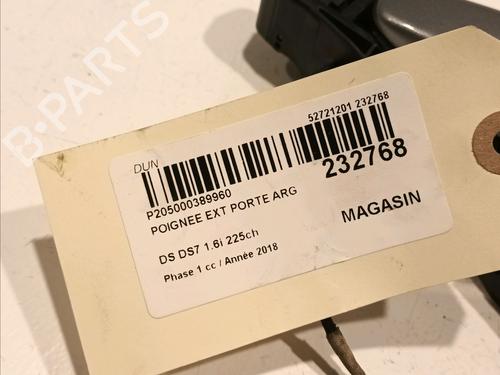 B-PARTS
52721201 232768
DUN
232768
P205000389960
POIGNEE EXT PORTE ARG
MAGASIN
DS DS7 1.6i 225ch
Phase 1 cc / Année 2018